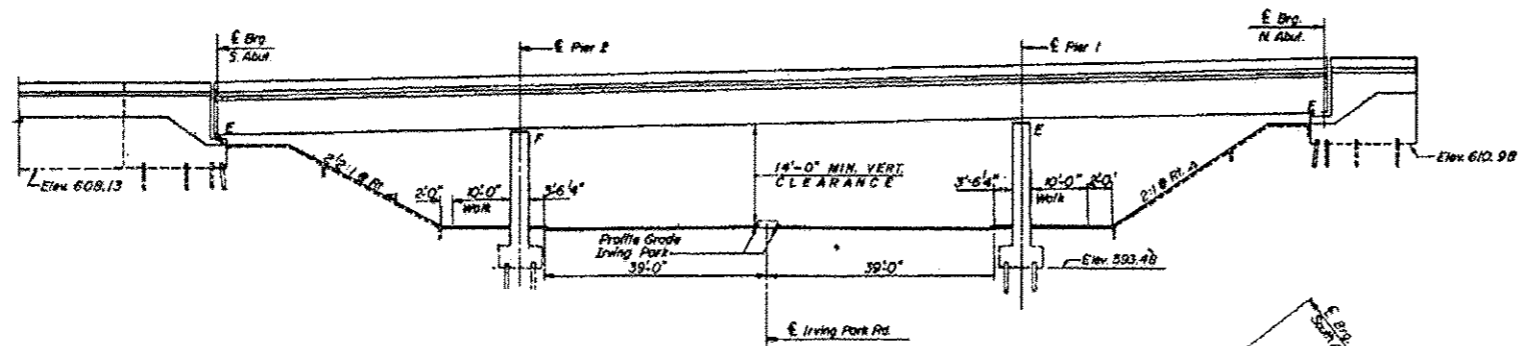 ℄ Brg.
S. Abut.
℄ Pier 2
℄ Pier 1
℄ Brg.
N. Abut.
E
F
E
E
Elev. 608.13
2½:1 @ Rt. ∠
2'-0"
10'-0"
Walk
3'-6¼"
14'-0" MIN. VERT.
CLEARANCE
3'-6¼"
10'-0"
Walk
2'-0"
2:1 @ Rt. ∠
Elev. 610.98
Profile Grade
Irving Park
39'-0"
39'-0"
Elev. 593.48
℄ Irving Park Rd.
℄ Brg.
South